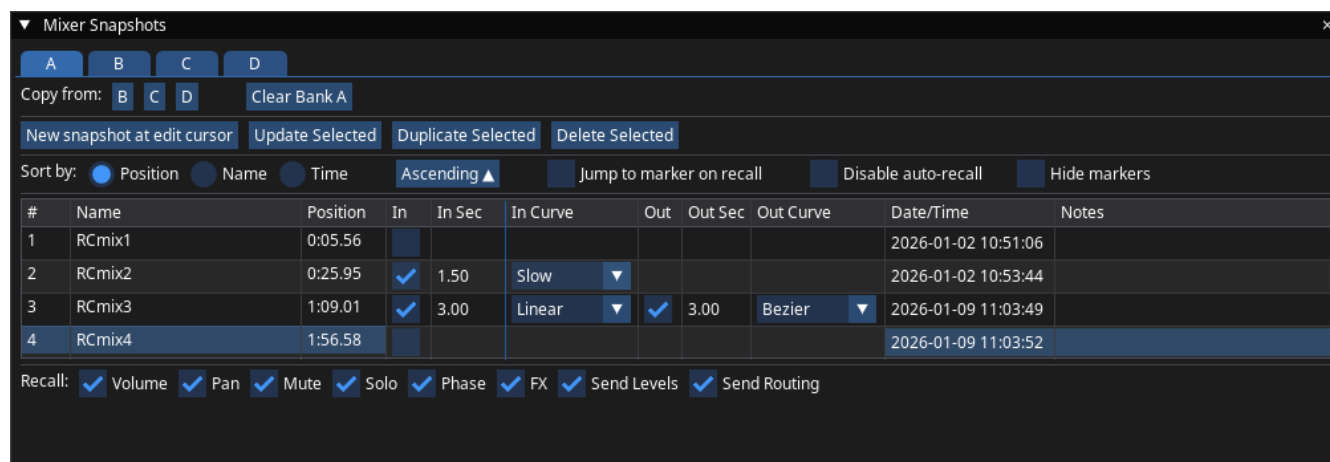 ▼ Mixer Snapshots ×
A B C D
Copy from: B C D Clear Bank A
New snapshot at edit cursor Update Selected Duplicate Selected Delete Selected
Sort by: Position Name Time Ascending ▲ Jump to marker on recall Disable auto-recall Hide markers
# Name Position In In Sec In Curve Out Out Sec Out Curve Date/Time Notes
1 RCmix1 0:05.56 2026-01-02 10:51:06
2 RCmix2 0:25.95 1.50 Slow ▼ 2026-01-02 10:53:44
3 RCmix3 1:09.01 3.00 Linear ▼ 3.00 Bezier ▼ 2026-01-09 11:03:49
4 RCmix4 1:56.58 2026-01-09 11:03:52
Recall: Volume Pan Mute Solo Phase FX Send Levels Send Routing